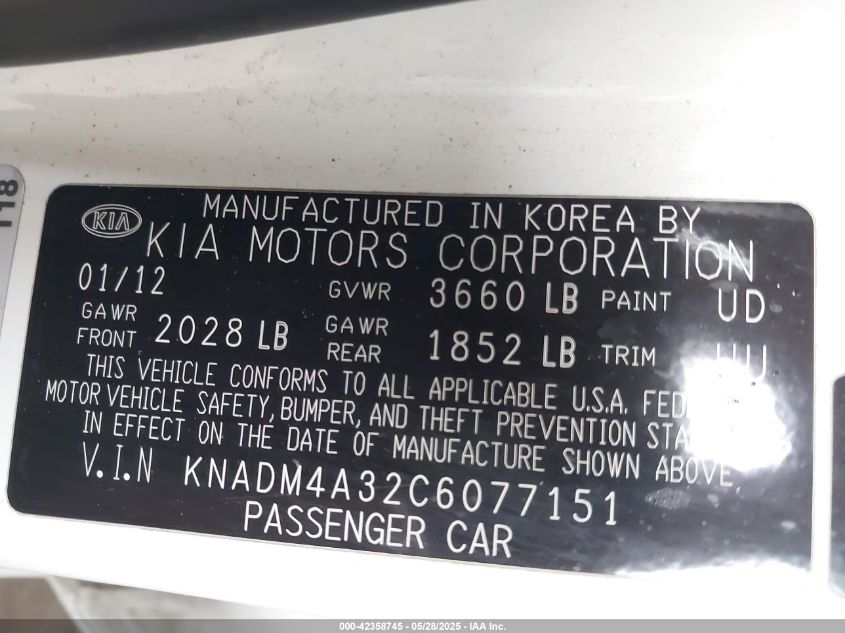 118
KIA
MANUFACTURED IN KOREA BY
KIA MOTORS CORPORATION
01/12 GVWR 3660 LB PAINT UD
GAWR FRONT 2028 LB GAWR REAR 1852 LB TRIM
THIS VEHICLE CONFORMS TO ALL APPLICABLE U.S.A.
MOTOR VEHICLE SAFETY, BUMPER, AND THEFT PREVENTION
IN EFFECT ON THE DATE OF MANUFACTURE SHOWN ABOVE.
V.I.N KNADM4A32C6077151
PASSENGER CAR
000-42358745 - 05/28/2025 - IAA Inc.